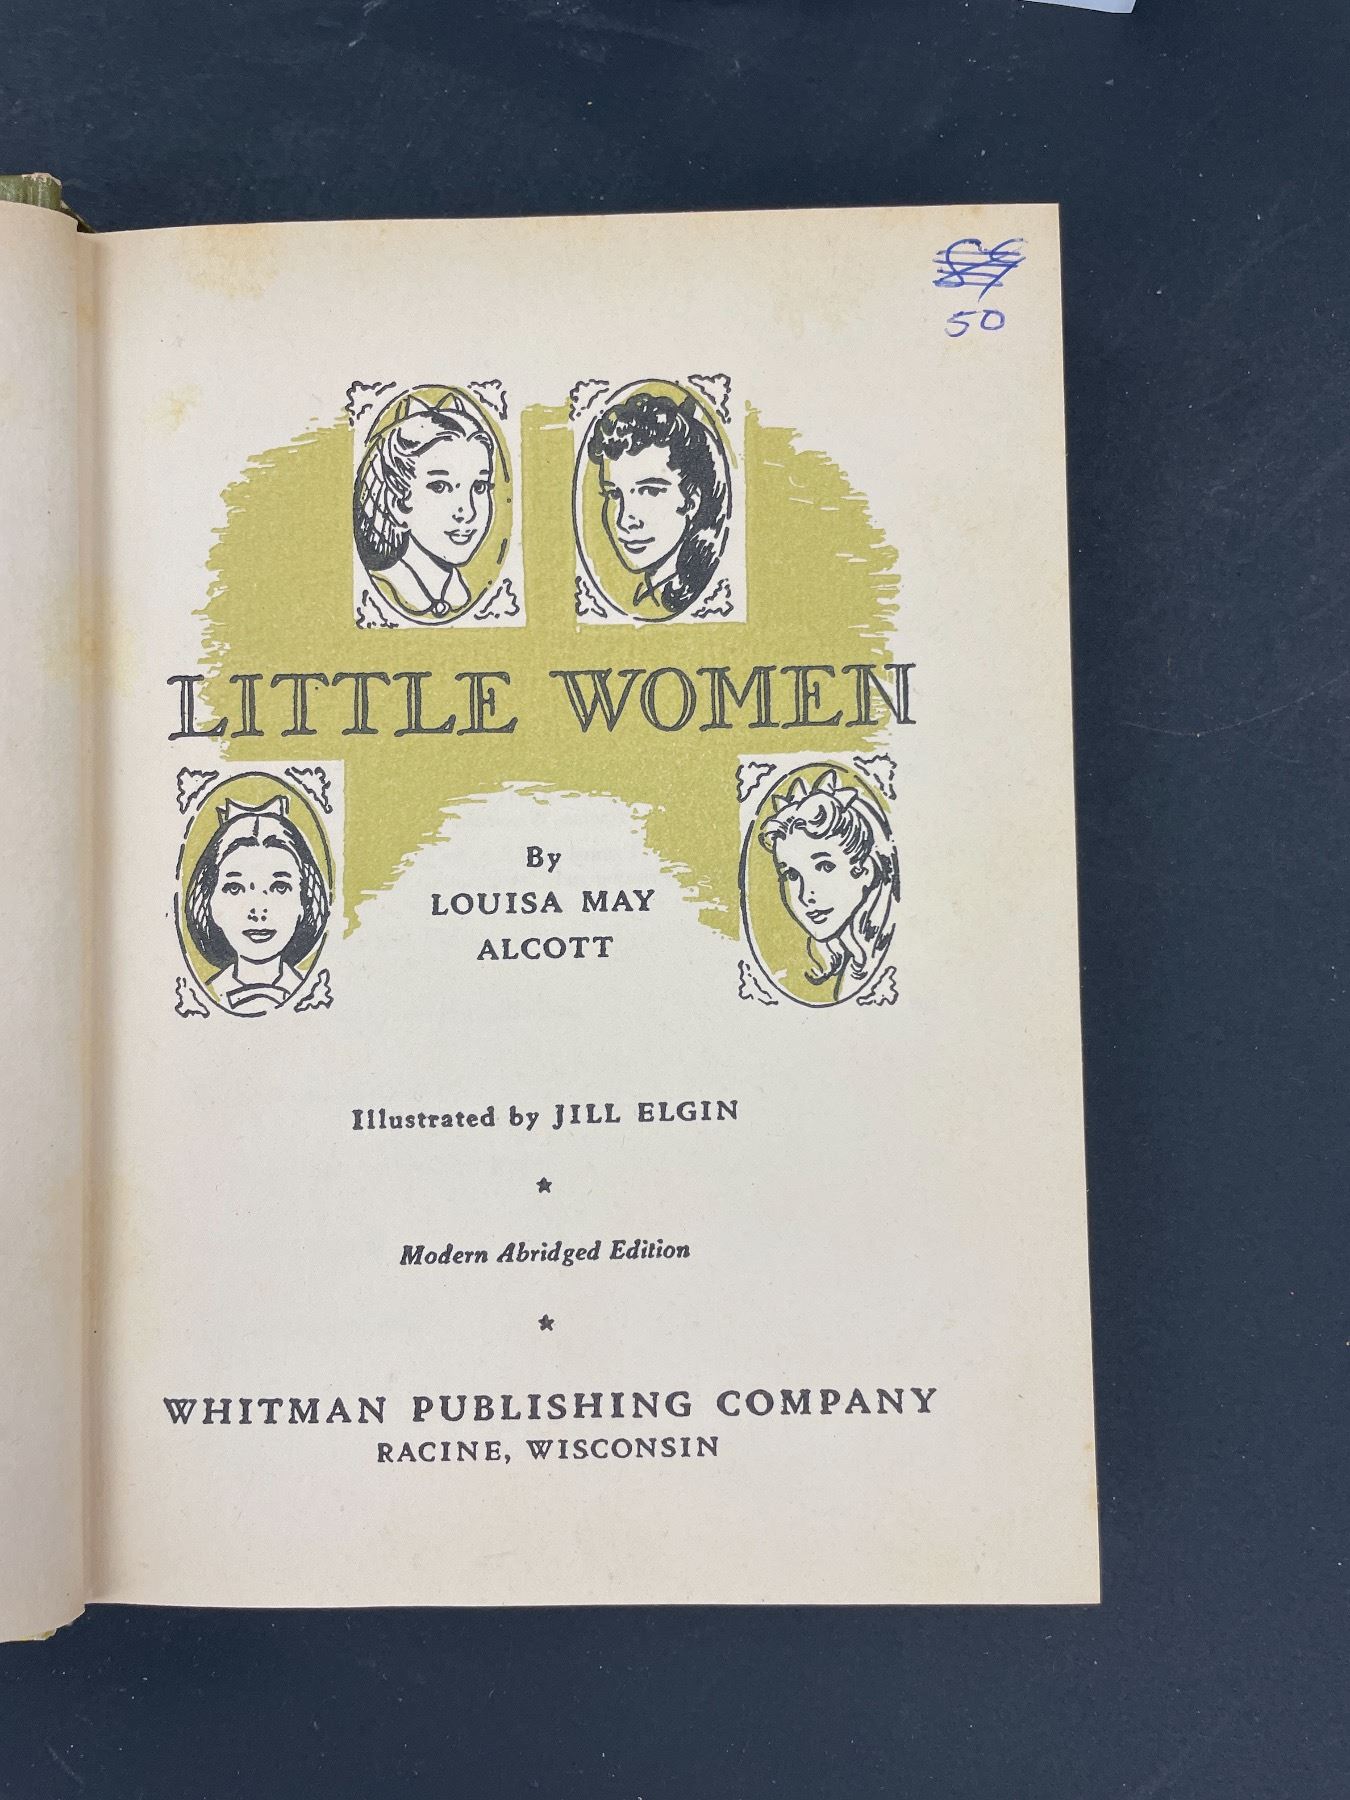 50
LITTLE WOMEN
By
LOUISA MAY
ALCOTT
Illustrated by JILL ELGIN
Modern Abridged Edition
WHITMAN PUBLISHING COMPANY
RACINE, WISCONSIN